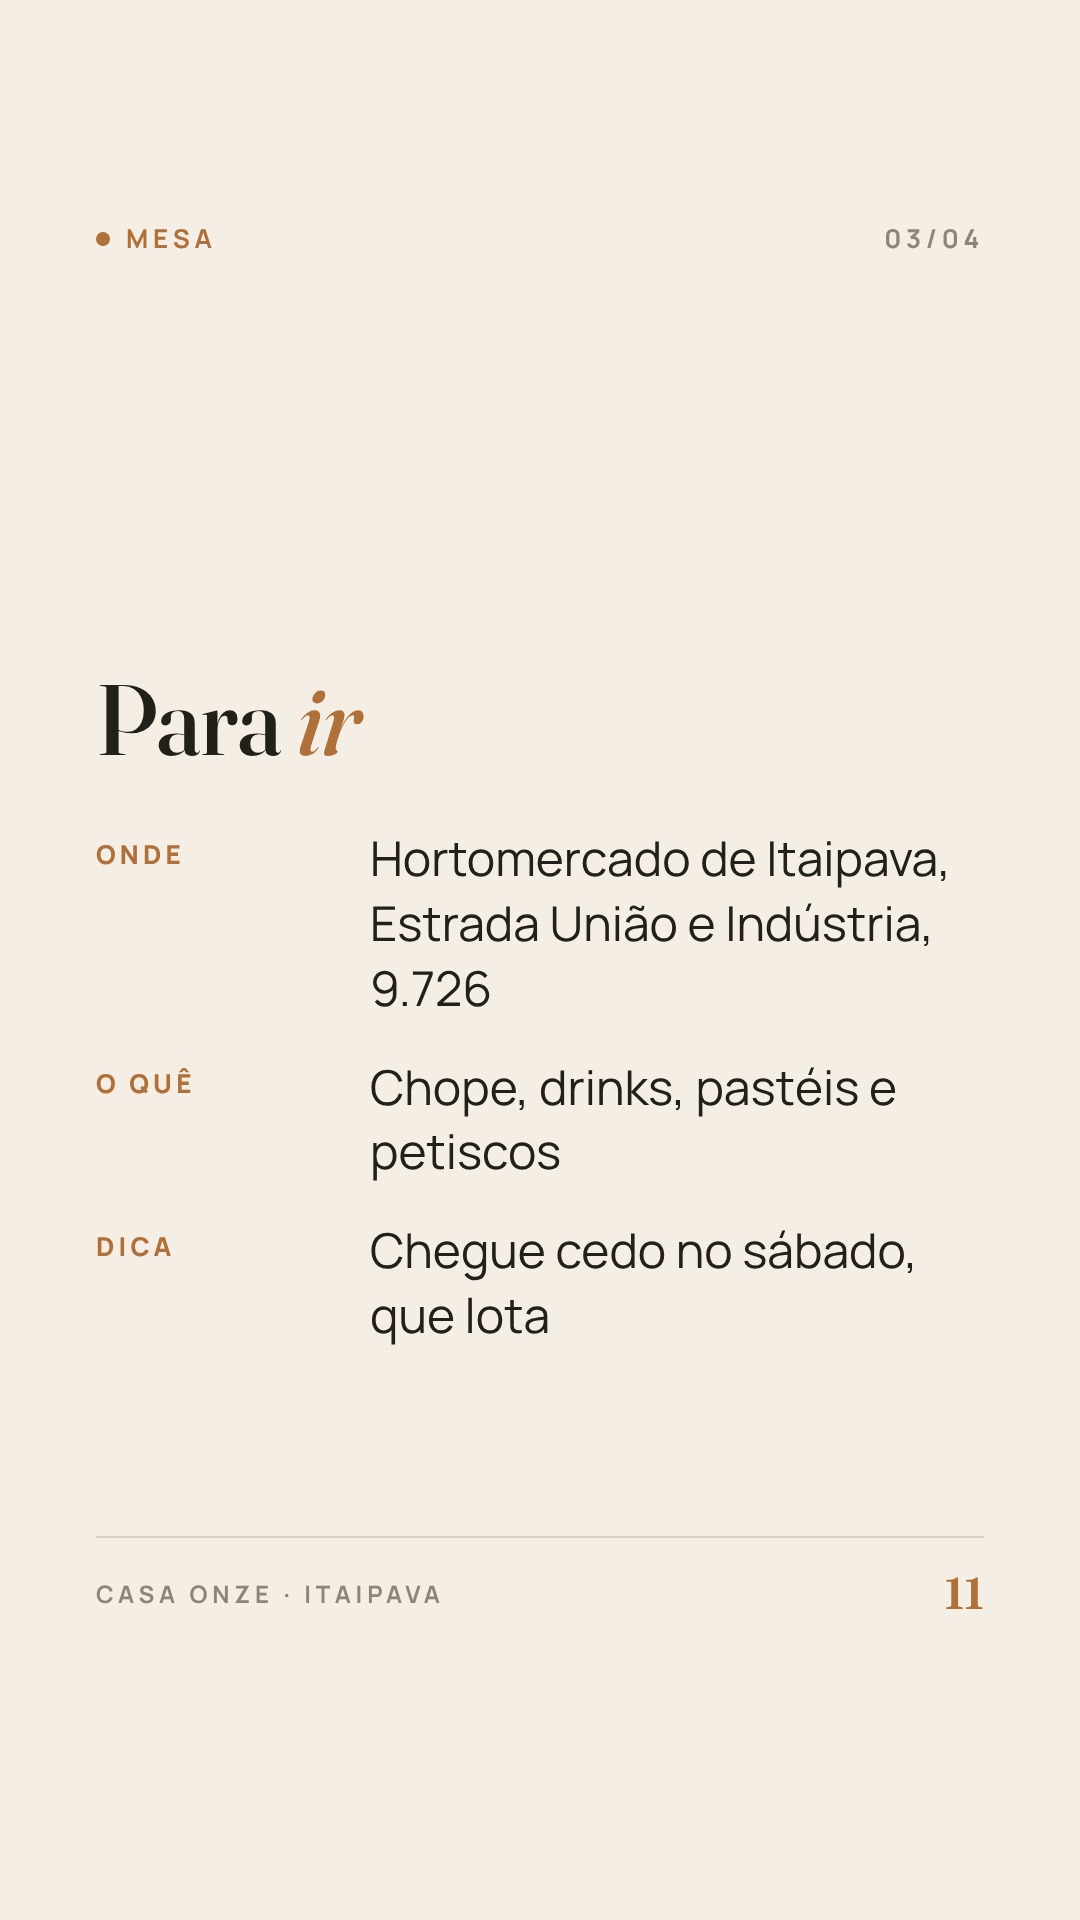 MESA
03/04
Para ir
ONDE
Hortomercado de Itaipava,
Estrada União e Indústria,
9.726
O QUÊ
Chope, drinks, pastéis e
petiscos
DICA
Chegue cedo no sábado,
que lota
CASA ONZE · ITAIPAVA
11